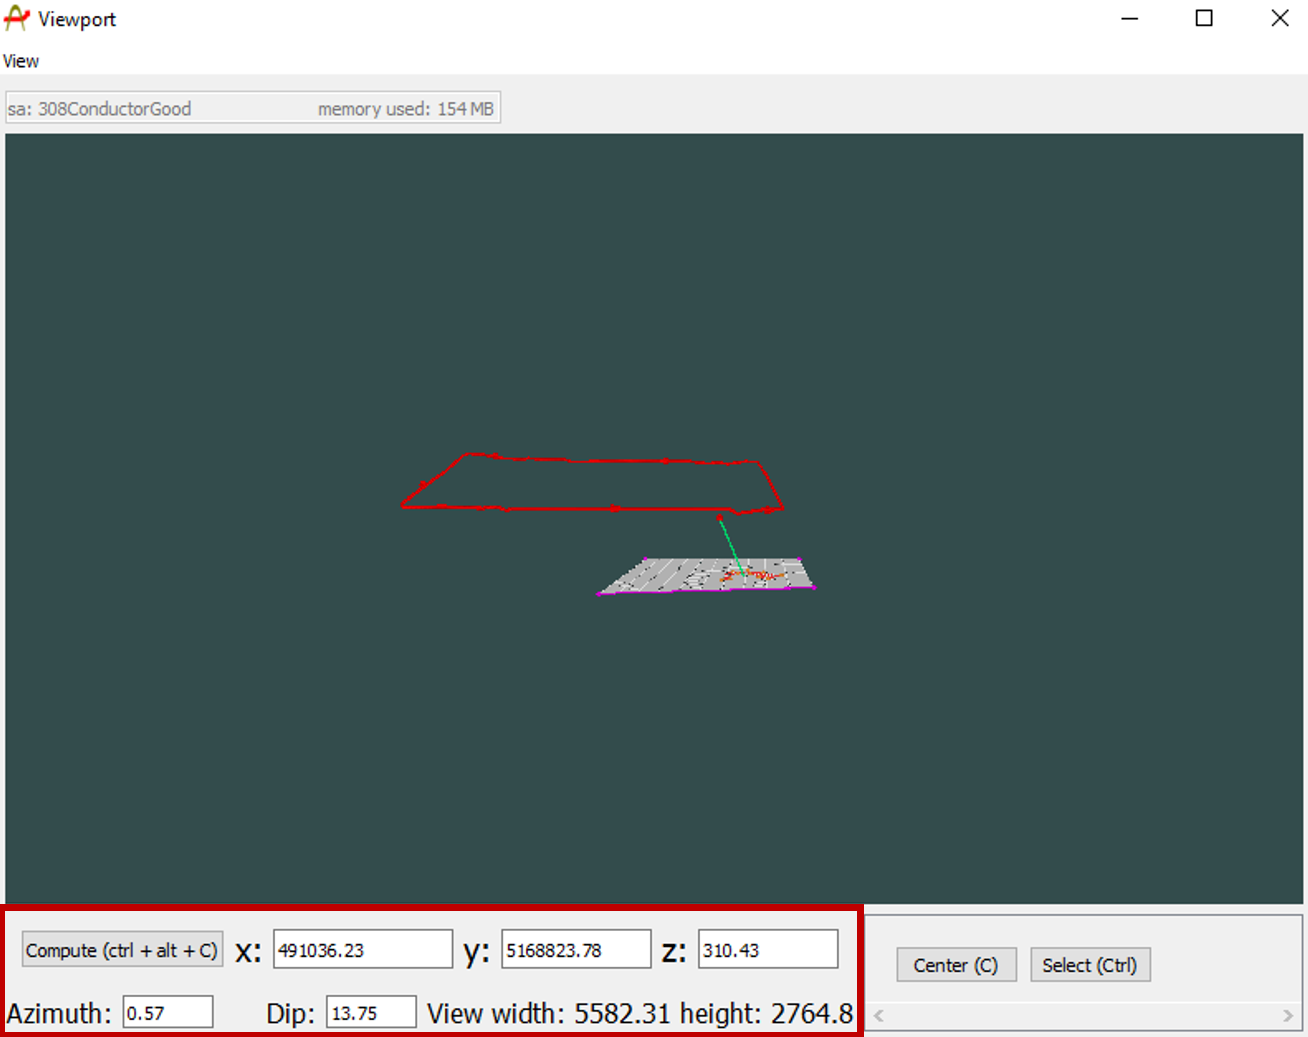 Viewport
View
sa: 308ConductorGood memory used: 154 MB
Compute (ctrl + alt + C) x: 491036.23 y: 5168823.78 z: 310.43
Center (C) Select (Ctrl)
Azimuth: 0.57 Dip: 13.75 View width: 5582.31 height: 2764.8